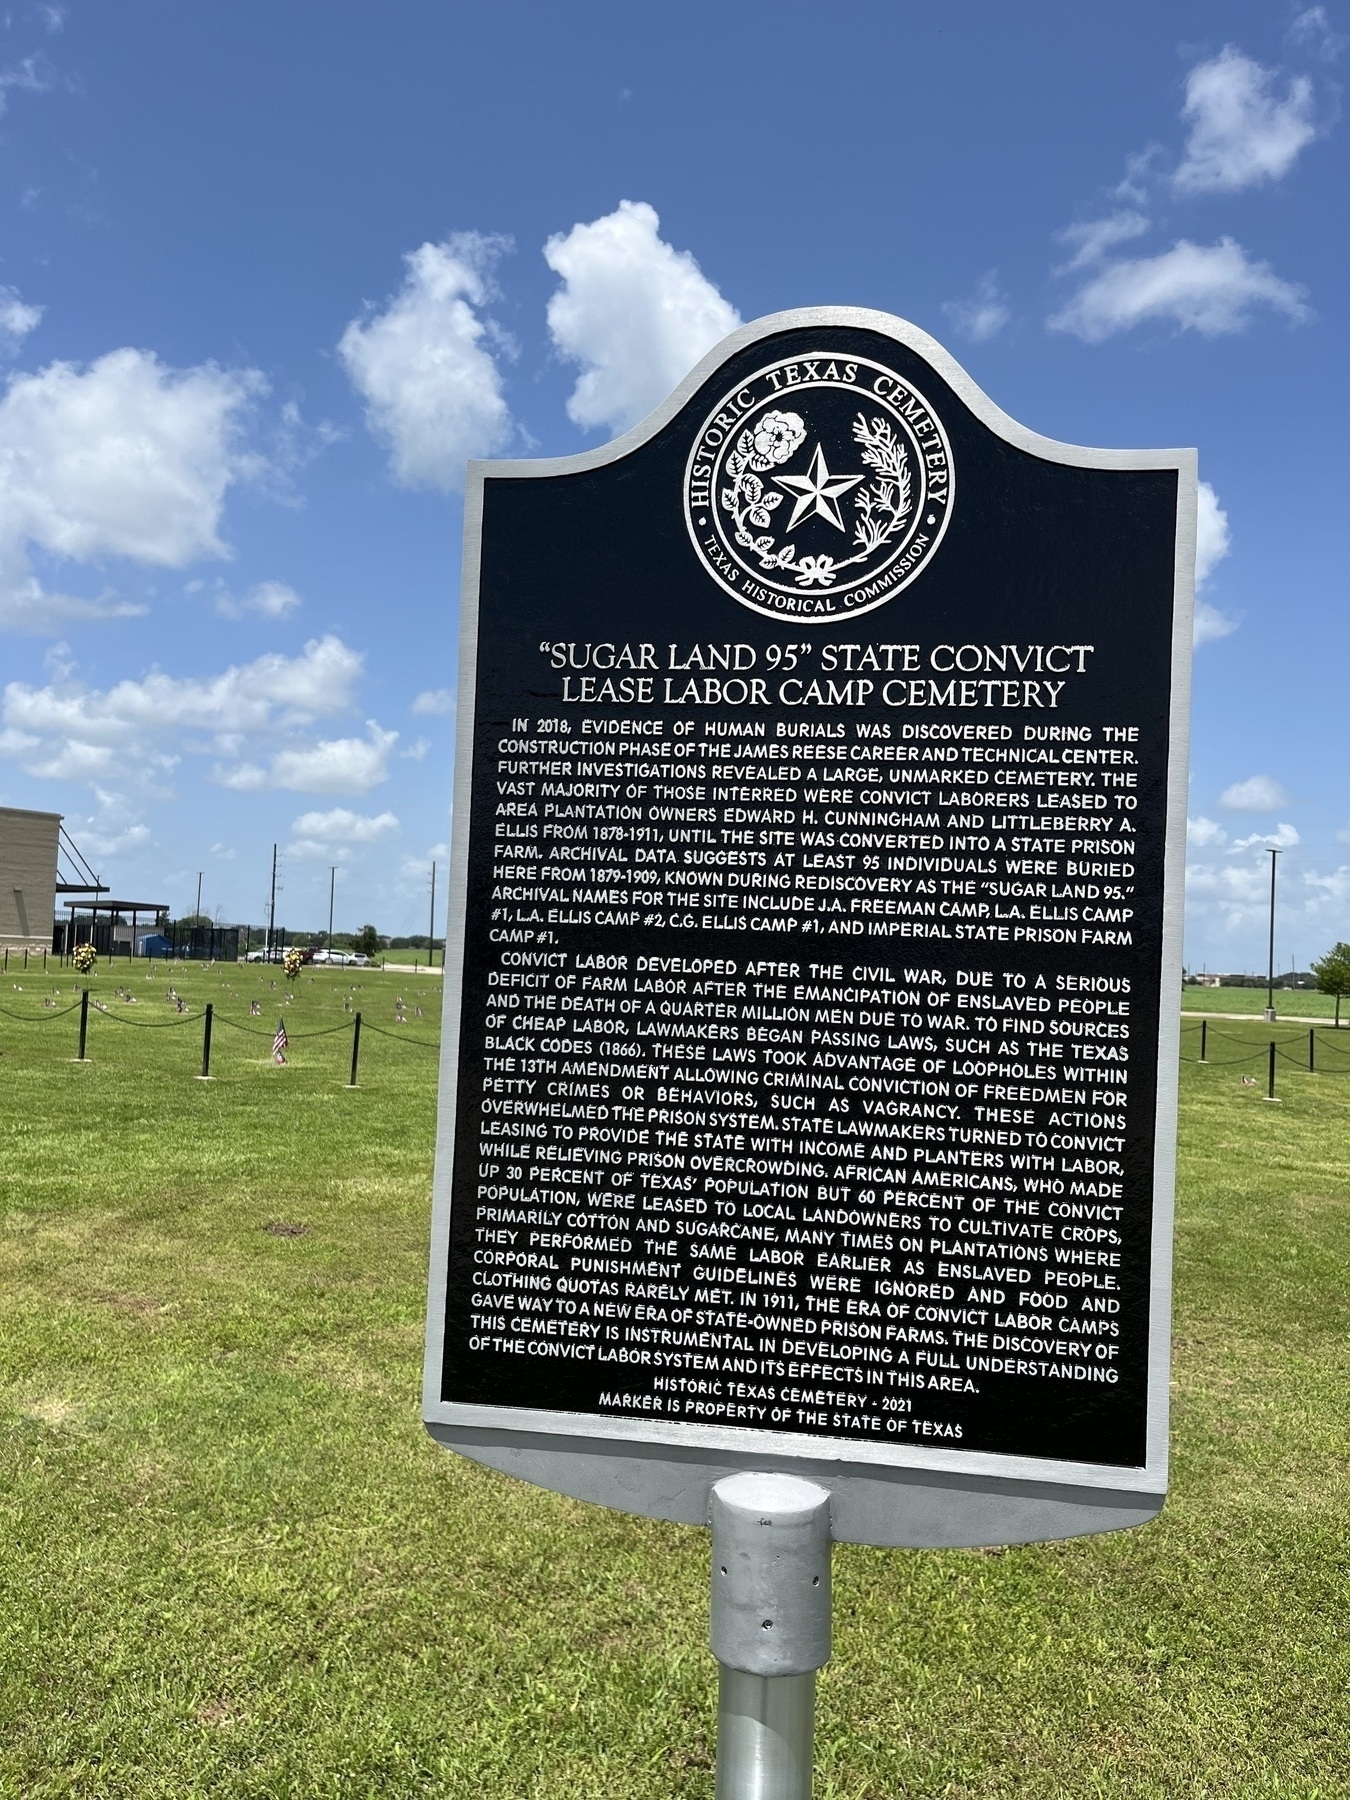 HISTORIC TEXAS CEMETERY
TEXAS HISTORICAL COMMISSION
“SUGAR LAND 95” STATE CONVICT
LEASE LABOR CAMP CEMETERY
IN 2018, EVIDENCE OF HUMAN BURIALS WAS DISCOVERED DURING THE
CONSTRUCTION PHASE OF THE JAMES REESE CAREER AND TECHNICAL CENTER.
FURTHER INVESTIGATIONS REVEALED A LARGE, UNMARKED CEMETERY. THE
VAST MAJORITY OF THOSE INTERRED WERE CONVICT LABORERS LEASED TO
AREA PLANTATION OWNERS EDWARD H. CUNNINGHAM AND LITTLEBERRY A.
ELLIS FROM 1878-1911, UNTIL THE SITE WAS CONVERTED INTO A STATE PRISON
FARM. ARCHIVAL DATA SUGGESTS AT LEAST 95 INDIVIDUALS WERE BURIED
HERE FROM 1879-1909, KNOWN DURING REDISCOVERY AS THE “SUGAR LAND 95.”
ARCHIVAL NAMES FOR THE SITE INCLUDE J.A. FREEMAN CAMP, L.A. ELLIS CAMP
#1, L.A. ELLIS CAMP #2, C.G. ELLIS CAMP #1, AND IMPERIAL STATE PRISON FARM
CAMP #1.
CONVICT LABOR DEVELOPED AFTER THE CIVIL WAR, DUE TO A SERIOUS
DEFICIT OF FARM LABOR AFTER THE EMANCIPATION OF ENSLAVED PEOPLE
AND THE DEATH OF A QUARTER MILLION MEN DUE TO WAR. TO FIND SOURCES
OF CHEAP LABOR, LAWMAKERS BEGAN PASSING LAWS, SUCH AS THE TEXAS
BLACK CODES (1866). THESE LAWS TOOK ADVANTAGE OF LOOPHOLES WITHIN
THE 13TH AMENDMENT ALLOWING CRIMINAL CONVICTION OF FREEDMEN FOR
PETTY CRIMES OR BEHAVIORS, SUCH AS VAGRANCY. THESE ACTIONS
OVERWHELMED THE PRISON SYSTEM. STATE LAWMAKERS TURNED TO CONVICT
LEASING TO PROVIDE THE STATE WITH INCOME AND PLANTERS WITH LABOR,
WHILE RELIEVING PRISON OVERCROWDING. AFRICAN AMERICANS, WHO MADE
UP 30 PERCENT OF TEXAS’ POPULATION BUT 60 PERCENT OF THE CONVICT
POPULATION, WERE LEASED TO LOCAL LANDOWNERS TO CULTIVATE CROPS,
PRIMARILY COTTON AND SUGARCANE, MANY TIMES ON PLANTATIONS WHERE
THEY PERFORMED THE SAME LABOR EARLIER AS ENSLAVED PEOPLE.
CORPORAL PUNISHMENT GUIDELINES WERE IGNORED AND FOOD AND
CLOTHING QUOTAS RARELY MET. IN 1911, THE ERA OF CONVICT LABOR CAMPS
GAVE WAY TO A NEW ERA OF STATE-OWNED PRISON FARMS. THE DISCOVERY OF
THIS CEMETERY IS INSTRUMENTAL IN DEVELOPING A FULL UNDERSTANDING
OF THE CONVICT LABOR SYSTEM AND ITS EFFECTS IN THIS AREA.
HISTORIC TEXAS CEMETERY - 2021
MARKER IS PROPERTY OF THE STATE OF TEXAS